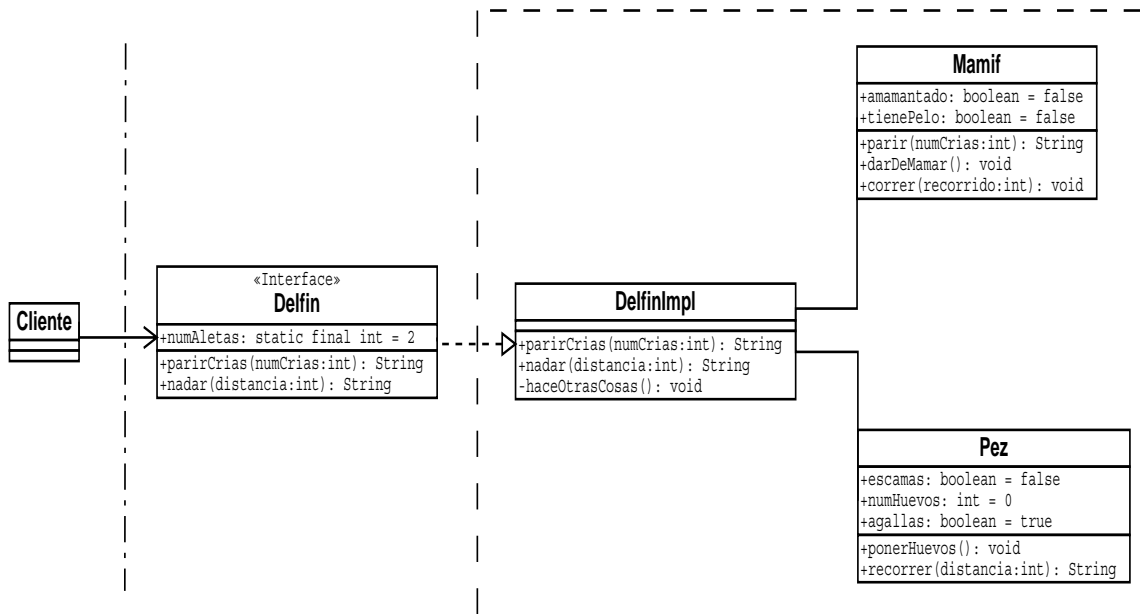 Cliente
«Interface»
Delfin
+numAletas: static final int = 2
+parirCrias(numCrias:int): String
+nadar(distancia:int): String
DelfinImpl
+parirCrias(numCrias:int): String
+nadar(distancia:int): String
-haceOtrasCosas(): void
Mamif
+amamantado: boolean = false
+tienePelo: boolean = false
+parir(numCrias:int): String
+darDeMamar(): void
+correr(recorrido:int): void
Pez
+escamas: boolean = false
+numHuevos: int = 0
+agallas: boolean = true
+ponerHuevos(): void
+recorrer(distancia:int): String